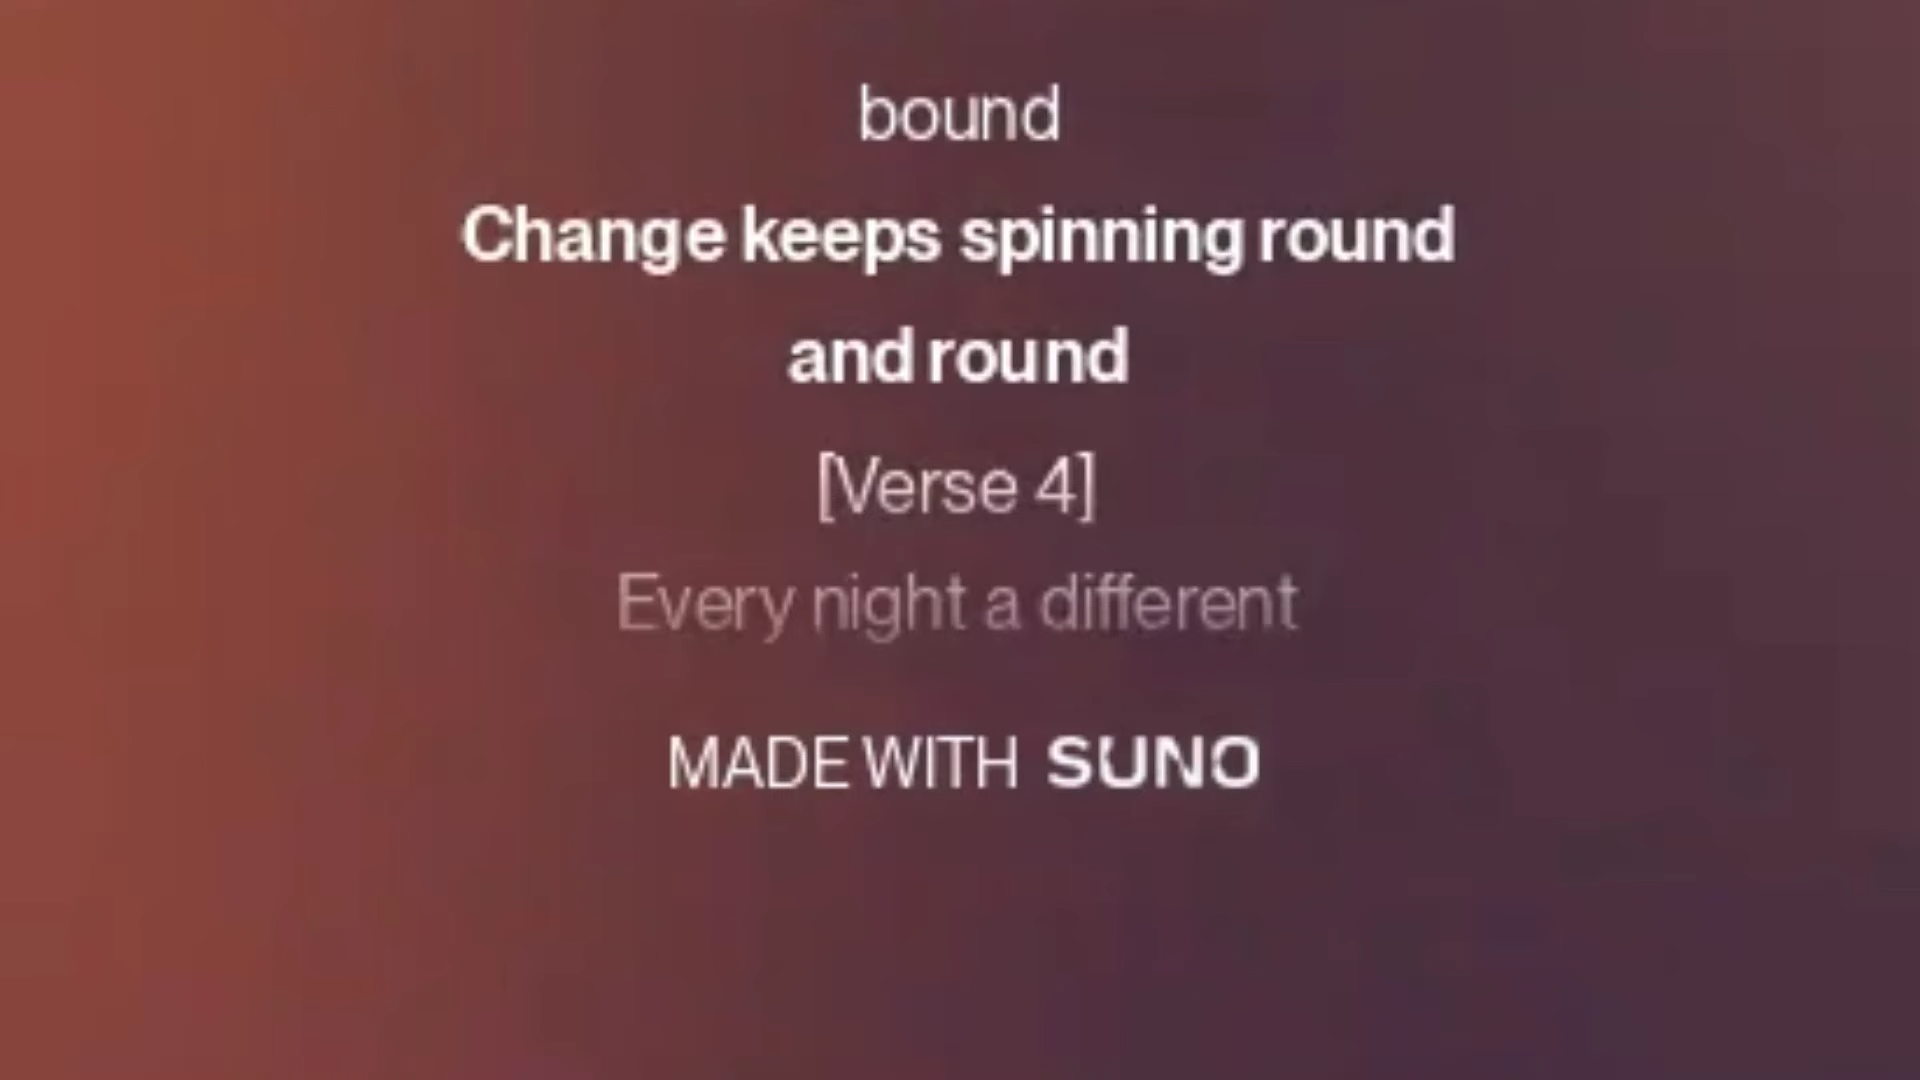 bound
Change keeps spinning round
and round
[Verse 4]
Every night a different
MADE WITH SUNO